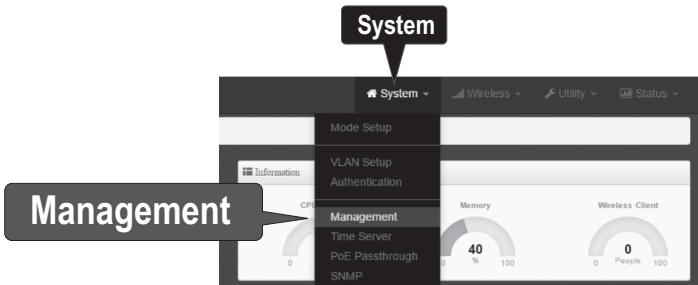 System
System
Wireless
Utility
Status
Mode Setup
VLAN Setup
Authentication
Information
Management
Management
Time Server
PoE Passthrough
SNMP
CPU
0
Memory
40
0 % 100
Wireless Client
0
0 People 100